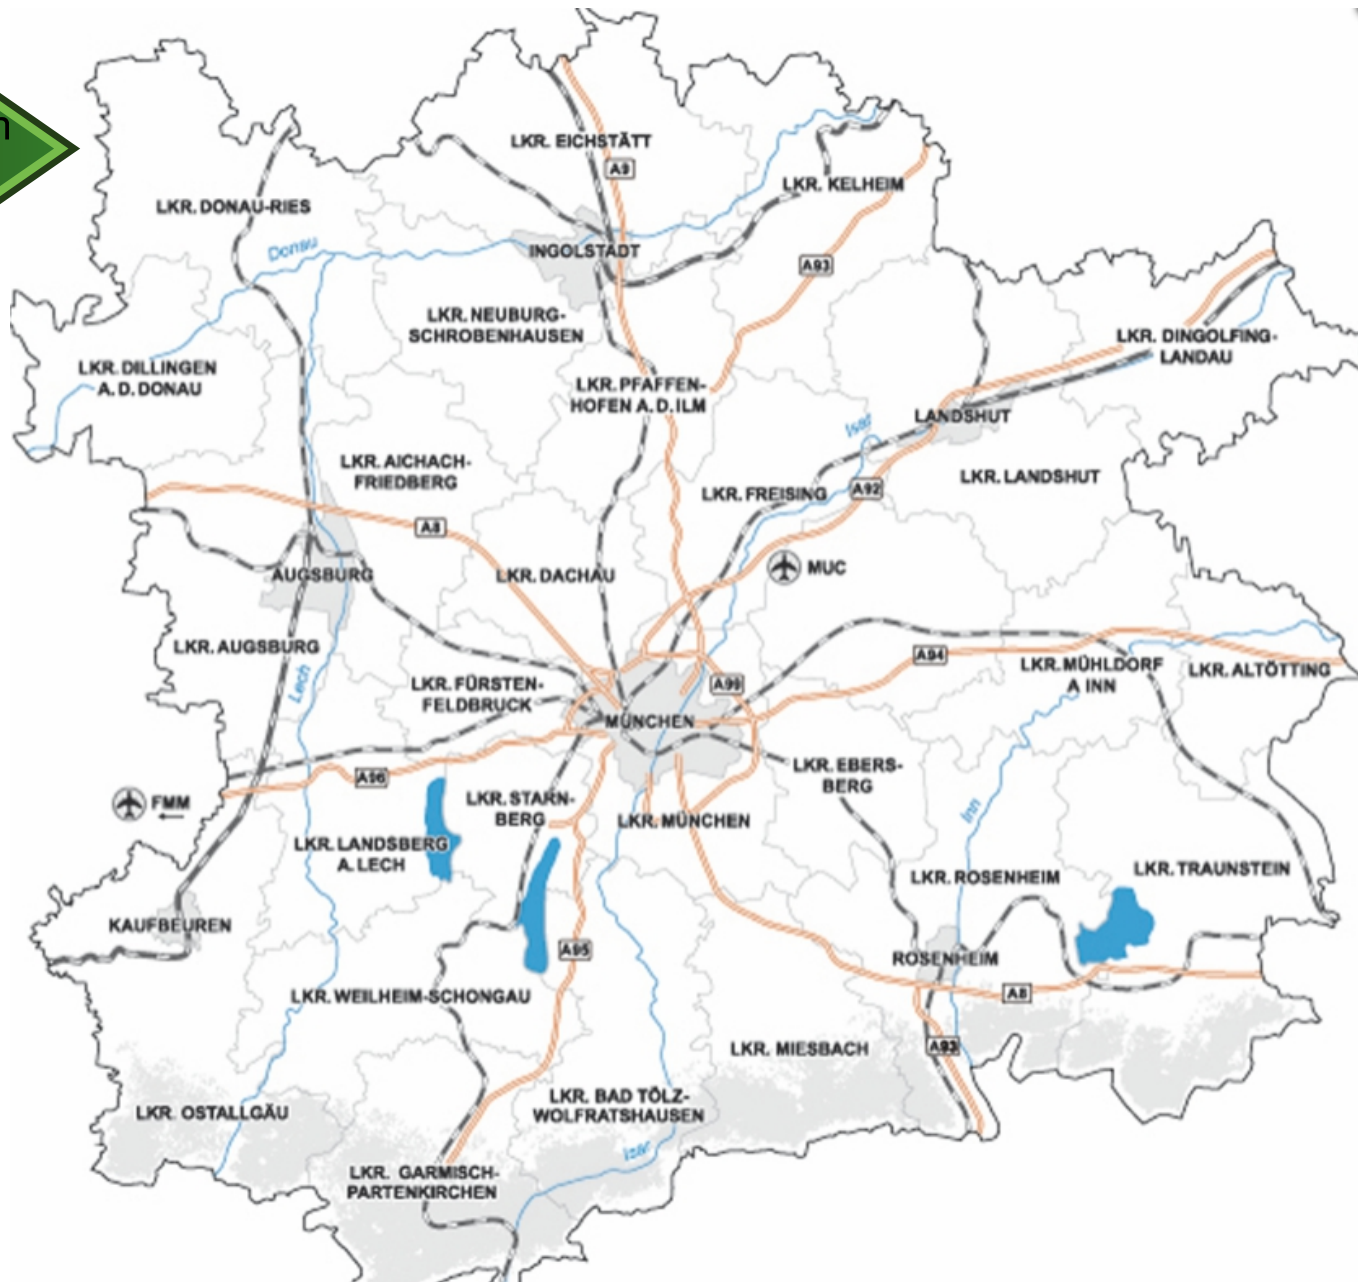 n
LKR. EICHSTÄTT
A9
LKR. KELHEIM
LKR. DONAU-RIES
Donau
INGOLSTADT
A93
LKR. NEUBURG-
SCHROBENHAUSEN
LKR. DINGOLFING-
LANDAU
LKR. DILLINGEN
A. D. DONAU
LKR. PFAFFEN-
HOFEN A. D. ILM
LANDSHUT
Isar
LKR. AICHACH-
FRIEDBERG
LKR. LANDSHUT
LKR. FREISING
A92
A8
AUGSBURG
LKR. DACHAU
MUC
LKR. AUGSBURG
A94
LKR. MÜHLDORF
A INN
LKR. ALTÖTTING
Lech
LKR. FÜRSTEN-
FELDBRUCK
A99
MÜNCHEN
A96
LKR. EBERS-
BERG
FMM
LKR. STARN-
BERG
LKR. MÜNCHEN
Inn
LKR. LANDSBERG
A. LECH
LKR. ROSENHEIM
LKR. TRAUNSTEIN
KAUFBEUREN
A95
ROSENHEIM
LKR. WEILHEIM-SCHONGAU
A8
LKR. MIESBACH
A93
LKR. OSTALLGÄU
LKR. BAD TÖLZ-
WOLFRATSHAUSEN
Isar
LKR. GARMISCH-
PARTENKIRCHEN